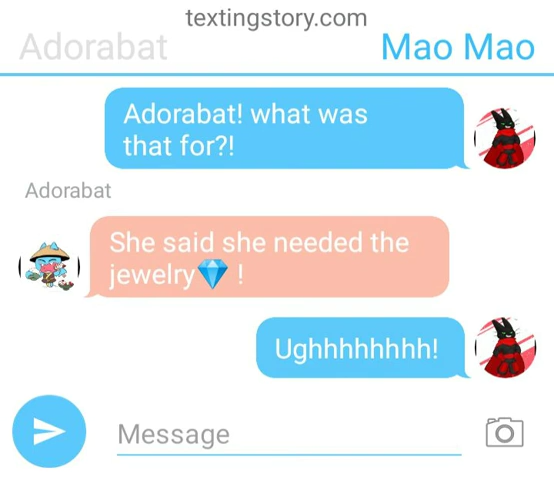 textingstory.com
Adorabat
Mao Mao
Adorabat! what was
that for?!
Adorabat
She said she needed the
jewelry💎 !
Ughhhhhhhh!
Message